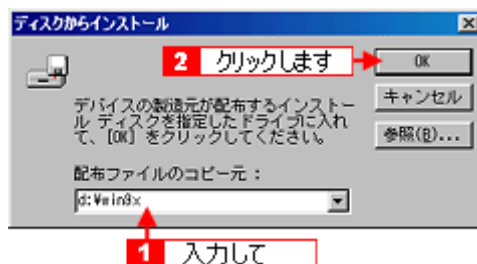 ディスクからインストール
2 クリックします
OK
キャンセル
参照(R)...
デバイスの製造元が配布するインストー
ル ディスクを指定したドライブに入れ
て、[OK] をクリックしてください。
配布ファイルのコピー元：
d:¥win9x
1 入力して